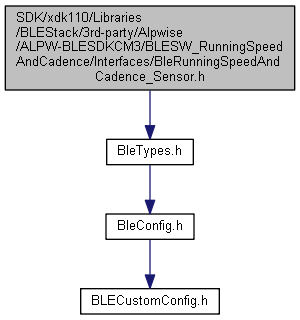 SDK/xdk110/Libraries
/BLEStack/3rd-party/Alpwise
/ALPW-BLESDKCM3/BLESW_RunningSpeed
AndCadence/Interfaces/BleRunningSpeedAnd
Cadence_Sensor.h
BleTypes.h
BleConfig.h
BLECustomConfig.h